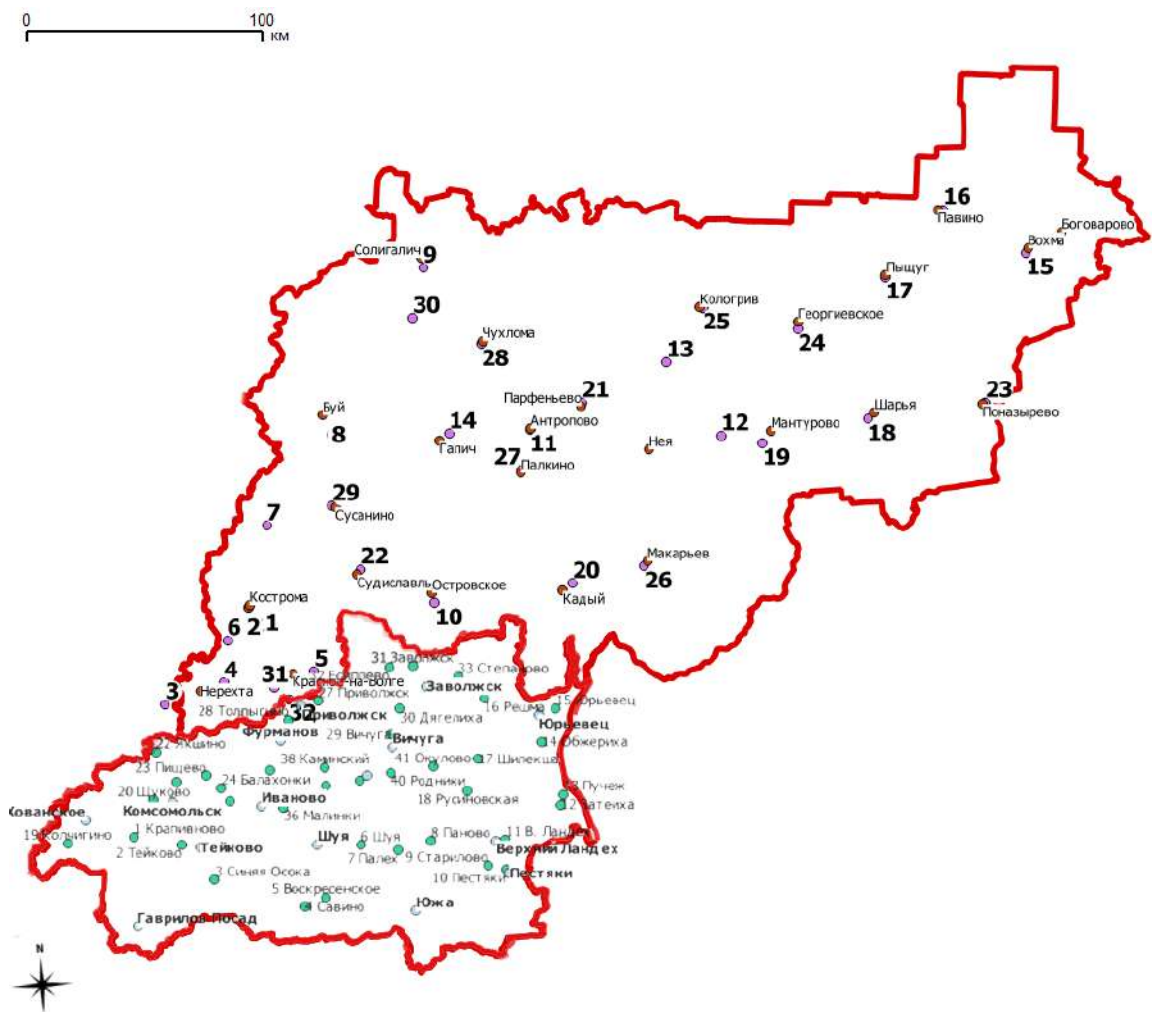 0 100
км
16
Павино
Боговарово
Вохма
15
Солигалич
9
Пыщуг
17
30
Кологрив
25
Георгиевское
24
Чухлома
28
13
21
Парфеньево
23
Поназырево
Буй
8
14
Галич
Антропово
11
Шарья
18
12
Мантурово
19
Нея
27
Палкино
29
Сусанино
7
22
Судиславль
Островское
10
20
Кадый
Макарьев
26
Кострома
2 1
6
5
4
31
Красное-на-Волге
3
Нерехта
32
31 Заволжск
33 Степаново
Заволжск
27 Приволжск
28 Толпыгино
Приволжск
16 Решма
15 Юрьевец
30 Дягелиха
Юрьевец
Фурманов
29 Вичуга
Вичуга
14 Обжериха
22 Якшино
23 Пищево
38 Каминский
41 Окулово
17 Шилекша
24 Балахонки
40 Родники
13 Пучеж
20 Щуково
18 Русиновская
12 Затеиха
Комсомольск
Иваново
36 Малинки
19 Колчигино
1 Крапивново
2 Тейково
Тейково
Шуя
6 Шуя
8 Паново
11 В. Ландех
7 Палех
9 Старилово
Верхний Ландех
10 Пестяки
Пестяки
3 Синяя Осока
5 Воскресенское
4 Савино
Южа
Гаврилов Посад
N